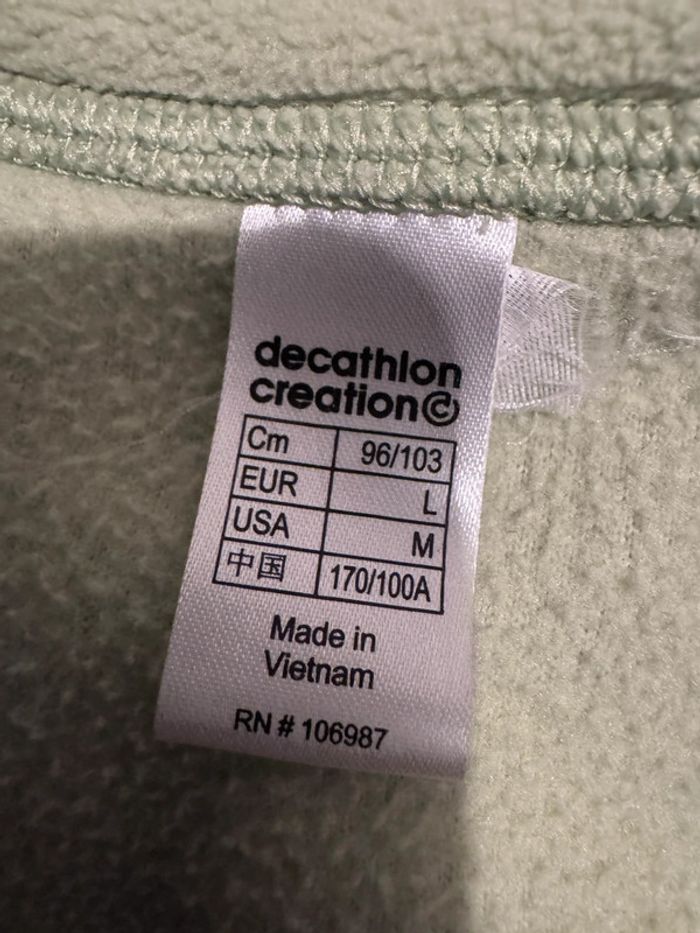 decathlon
creation©
Cm 96/103
EUR L
USA M
中国 170/100A
Made in
Vietnam
RN # 106987